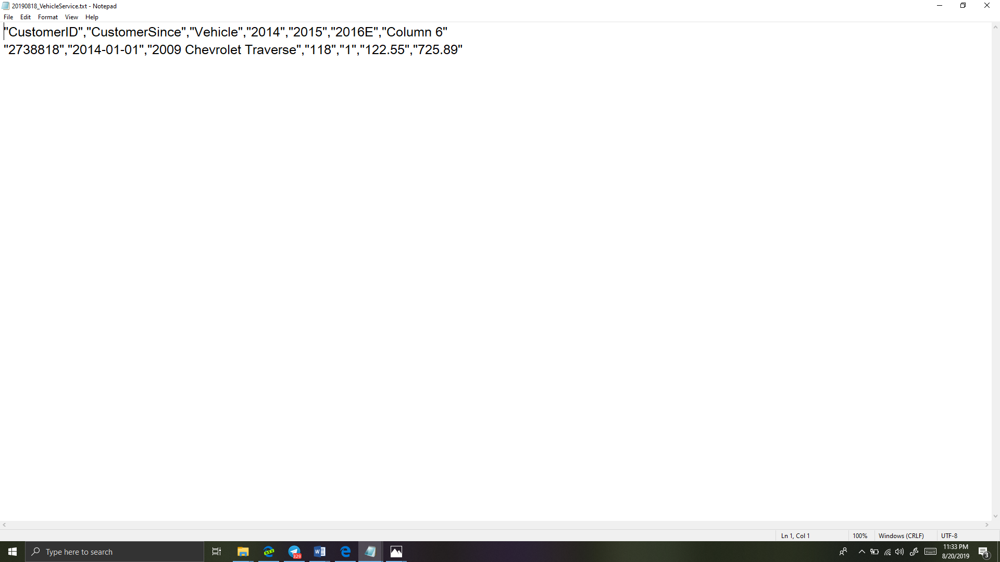 20190818_VehicleService.txt - Notepad
File Edit Format View Help
"CustomerID","CustomerSince","Vehicle","2014","2015","2016E","Column 6"
"2738818","2014-01-01","2009 Chevrolet Traverse","118","1","122.55","725.89"
Ln 1, Col 1 100% Windows (CRLF) UTF-8
Type here to search
DIY
329
W
11:33 PM
8/20/2019
3